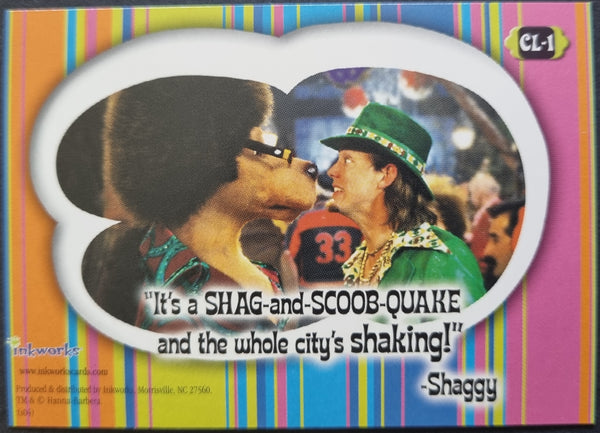 CL-1
33
"It's a SHAG-and-SCOOB-QUAKE
and the whole city's shaking!"
-Shaggy
inkworks
www.inkworkscards.com
Produced & distributed by Inkworks, Morrisville, NC 27560.
TM & © Hanna-Barbera.